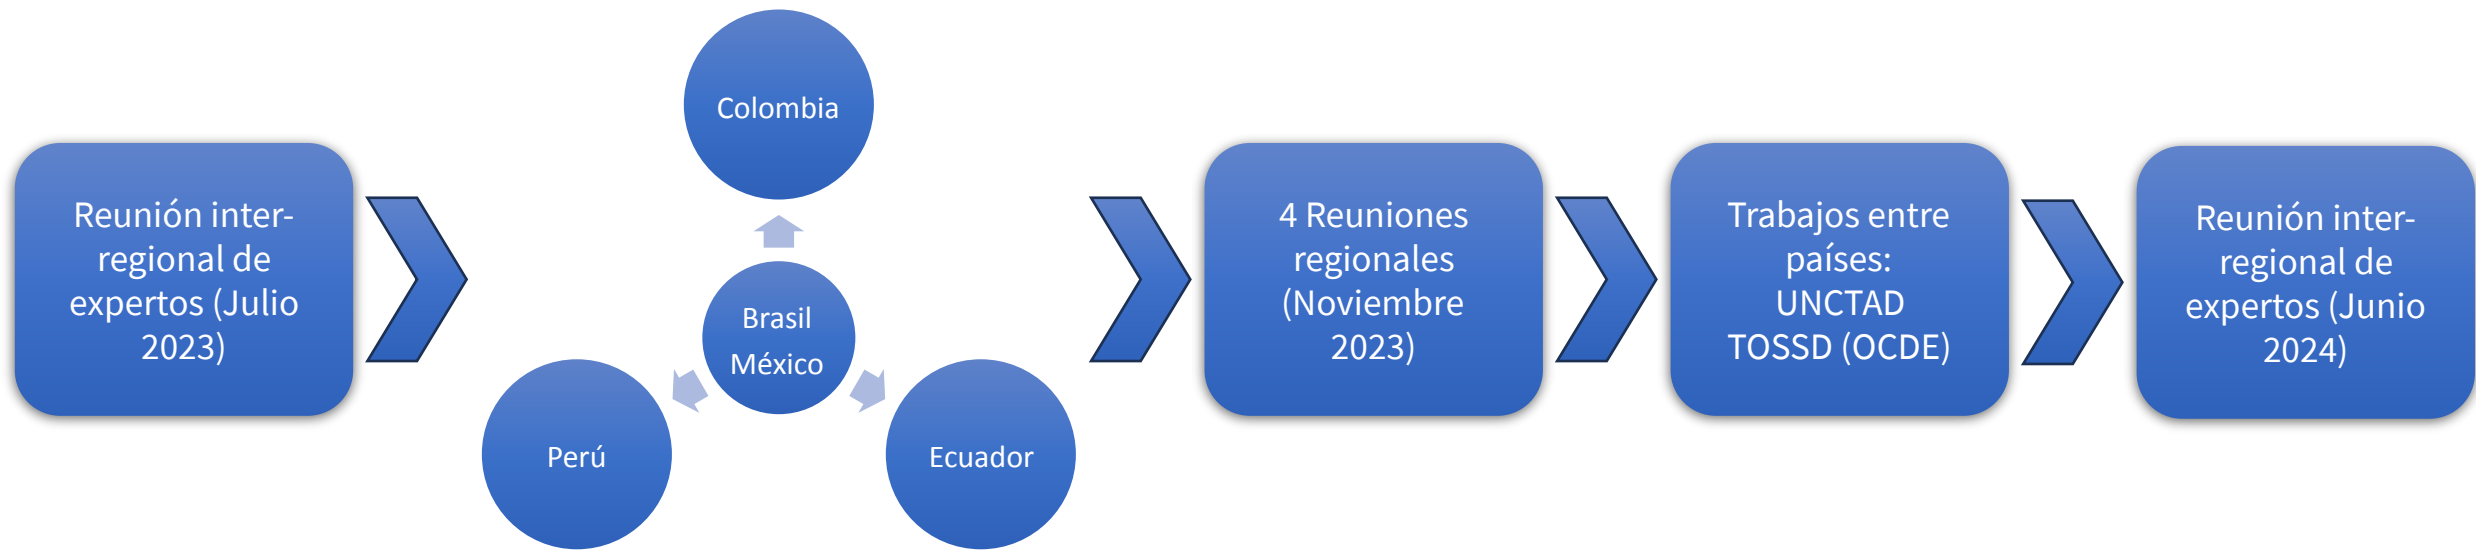 Reunión inter-
regional de
expertos (Julio
2023)
Colombia
Brasil
México
Perú
Ecuador
4 Reuniones
regionales
(Noviembre
2023)
Trabajos entre
países:
UNCTAD
TOSSD (OCDE)
Reunión inter-
regional de
expertos (Junio
2024)